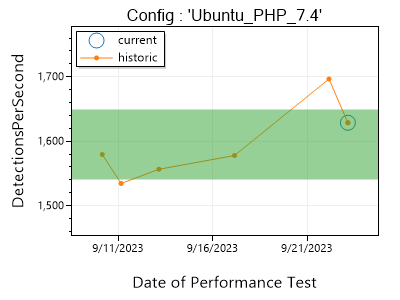 Config : 'Ubuntu_PHP_7.4'
current
historic
DetectionsPerSecond
1,700
1,600
1,500
9/11/2023 9/16/2023 9/21/2023
Date of Performance Test